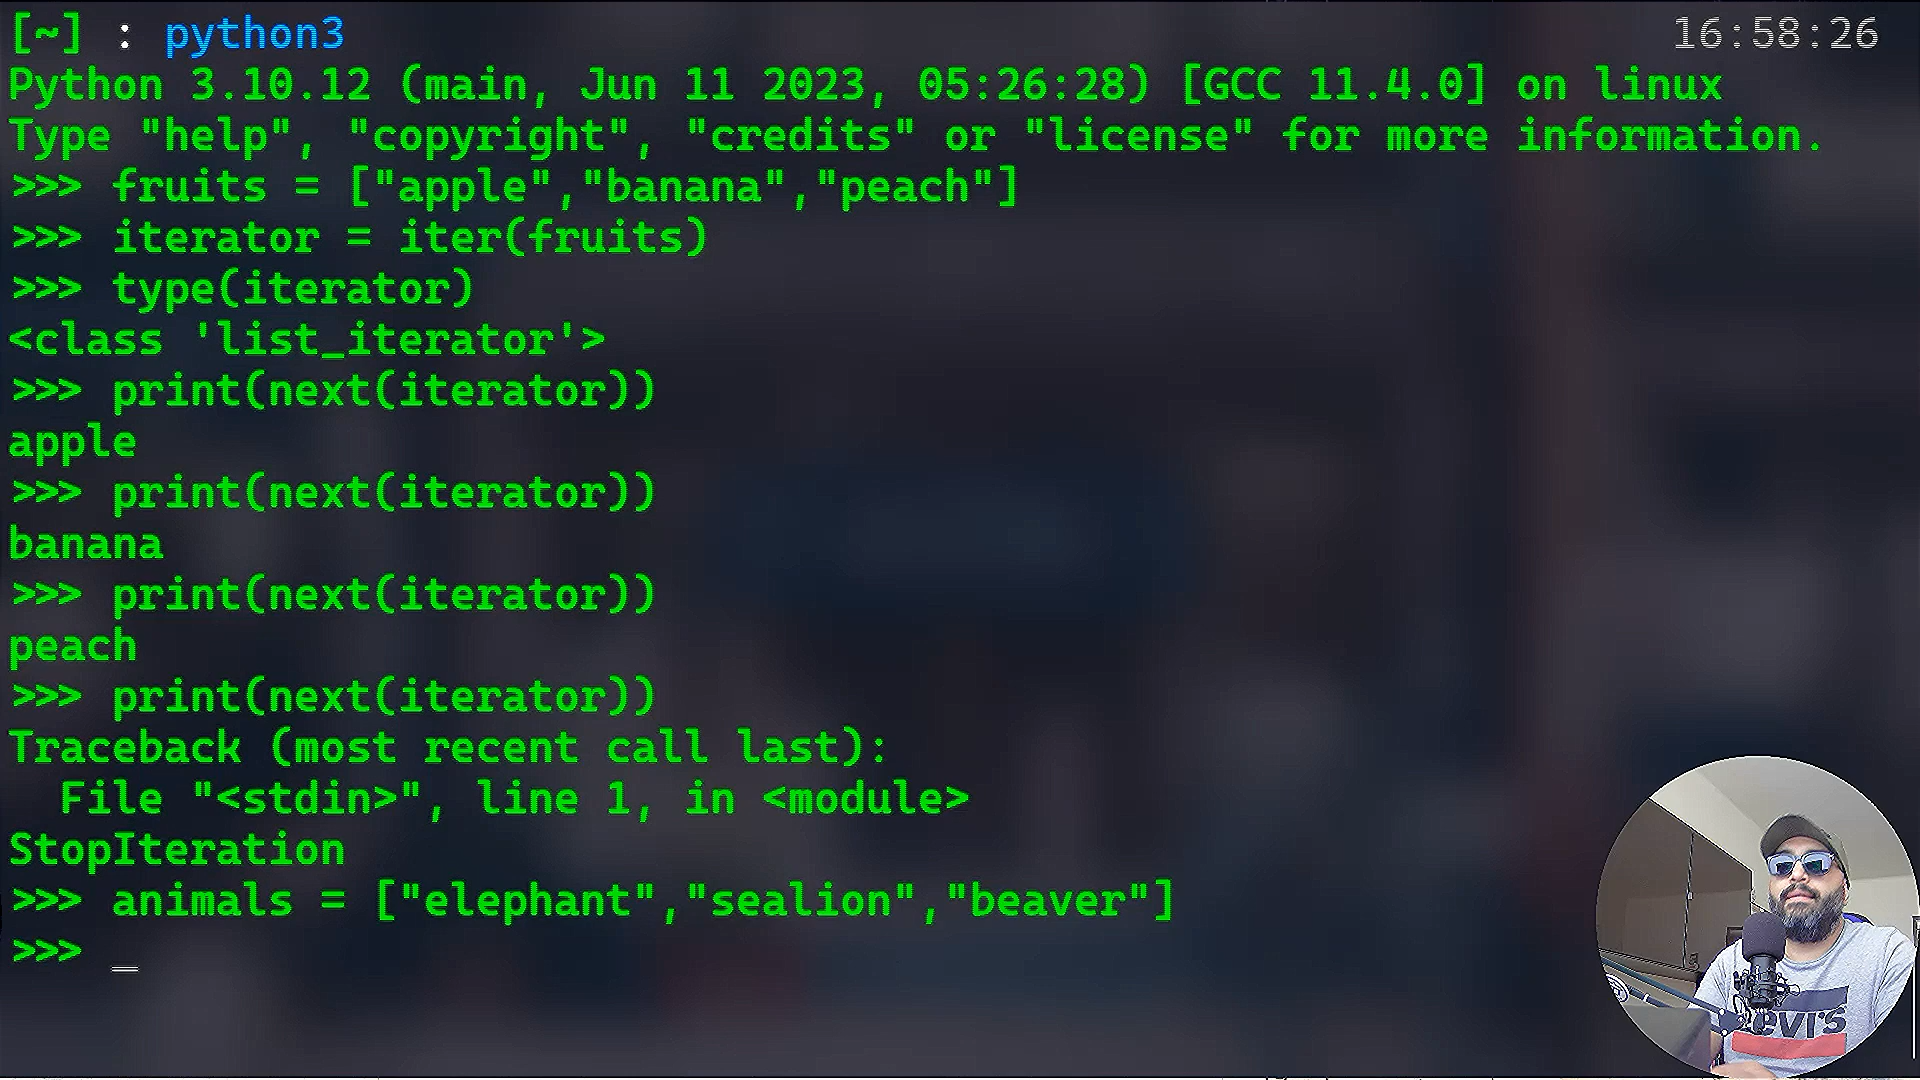 [~] : python3
16:58:26
Python 3.10.12 (main, Jun 11 2023, 05:26:28) [GCC 11.4.0] on linux
Type "help", "copyright", "credits" or "license" for more information.
>>> fruits = ["apple","banana","peach"]
>>> iterator = iter(fruits)
>>> type(iterator)
<class 'list_iterator'>
>>> print(next(iterator))
apple
>>> print(next(iterator))
banana
>>> print(next(iterator))
peach
>>> print(next(iterator))
Traceback (most recent call last):
  File "<stdin>", line 1, in <module>
StopIteration
>>> animals = ["elephant","sealion","beaver"]
>>> _